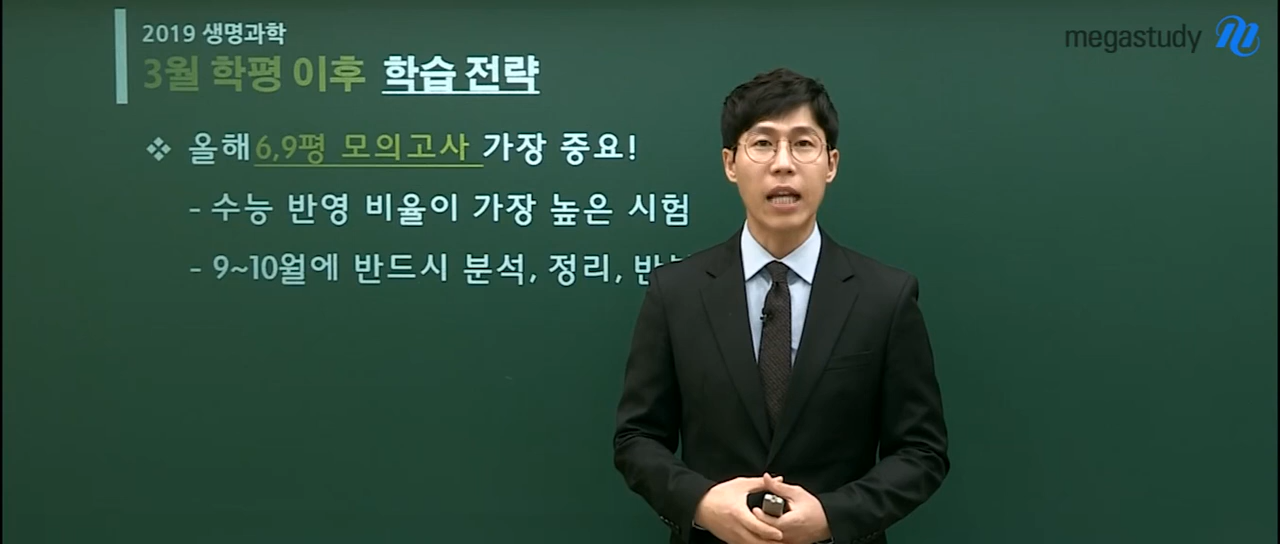 2019 생명과학
3월 학평 이후 학습 전략
megastudy
❖ 올해 6,9평 모의고사 가장 중요!
- 수능 반영 비율이 가장 높은 시험
- 9~10월에 반드시 분석, 정리,